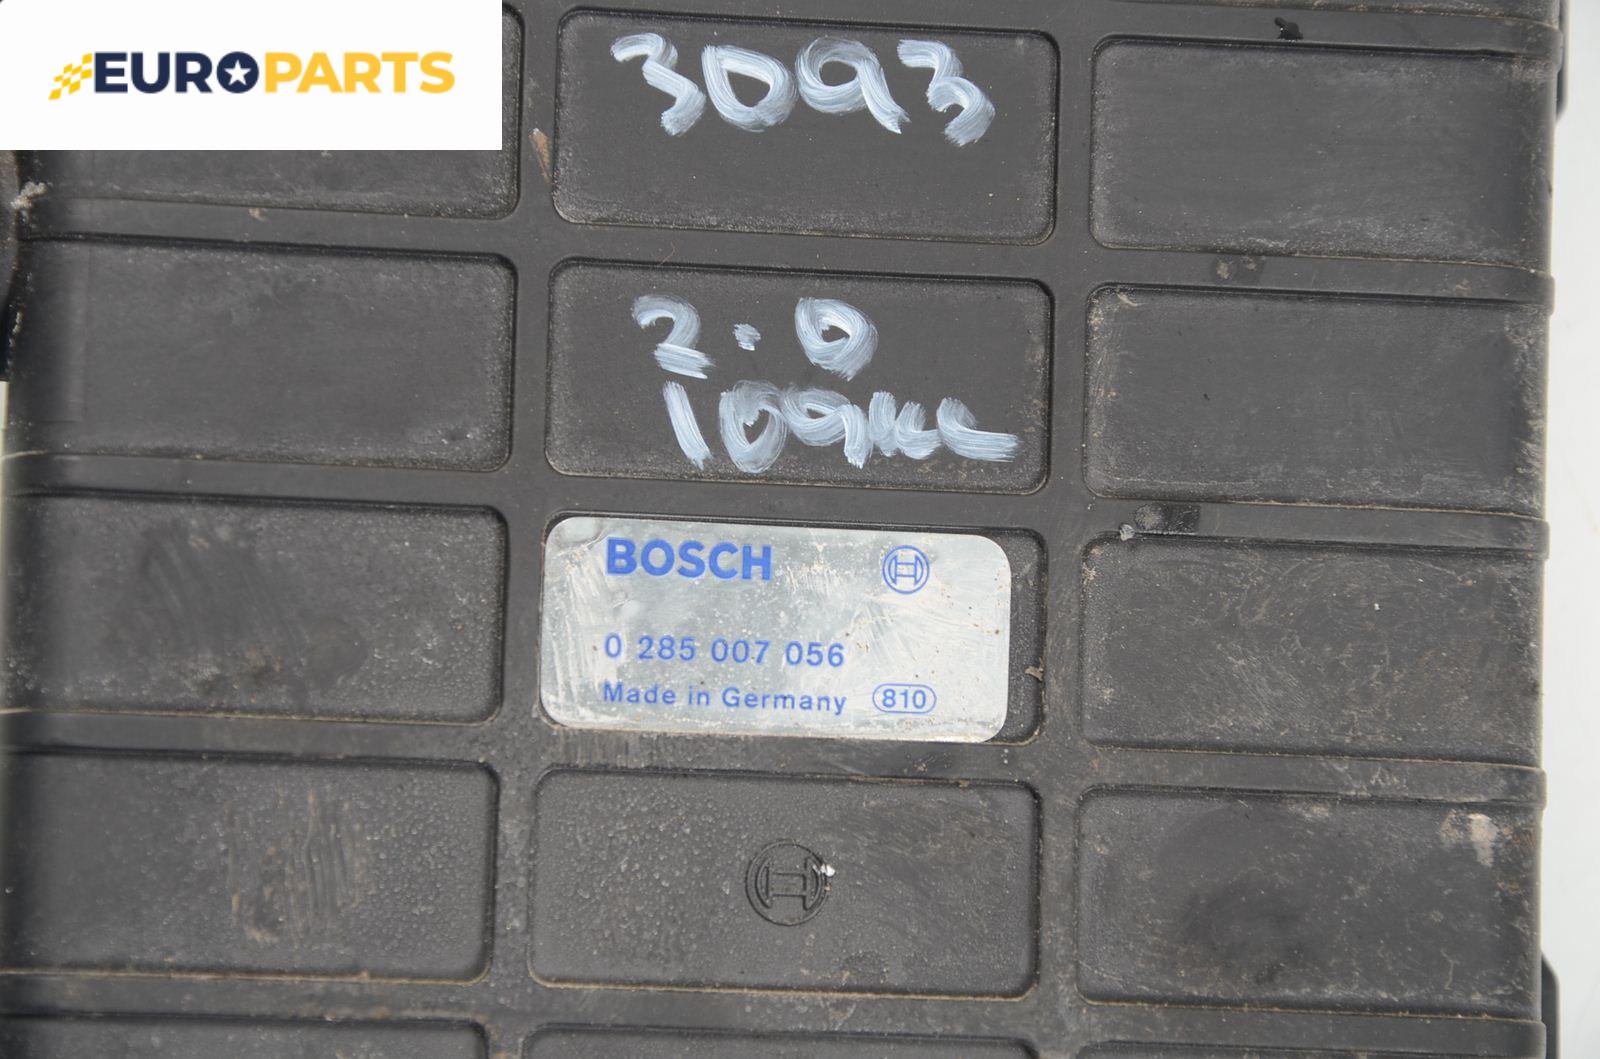 EUROPARTS
3093
2.0
109кс
BOSCH
0 285 007 056
Made in Germany 810